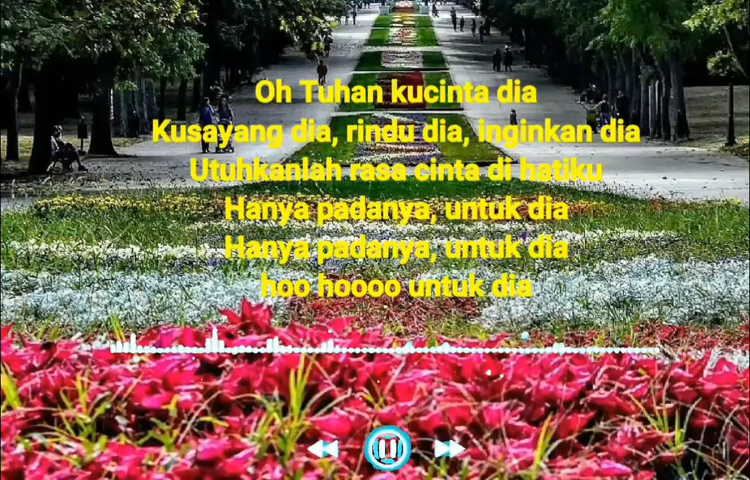 Oh Tuhan kucinta dia
Kusayang dia, rindu dia, inginkan dia
Utuhkanlah rasa cinta di hatiku
Hanya padanya, untuk dia
Hanya padanya, untuk dia
hoo hoooo untuk dia